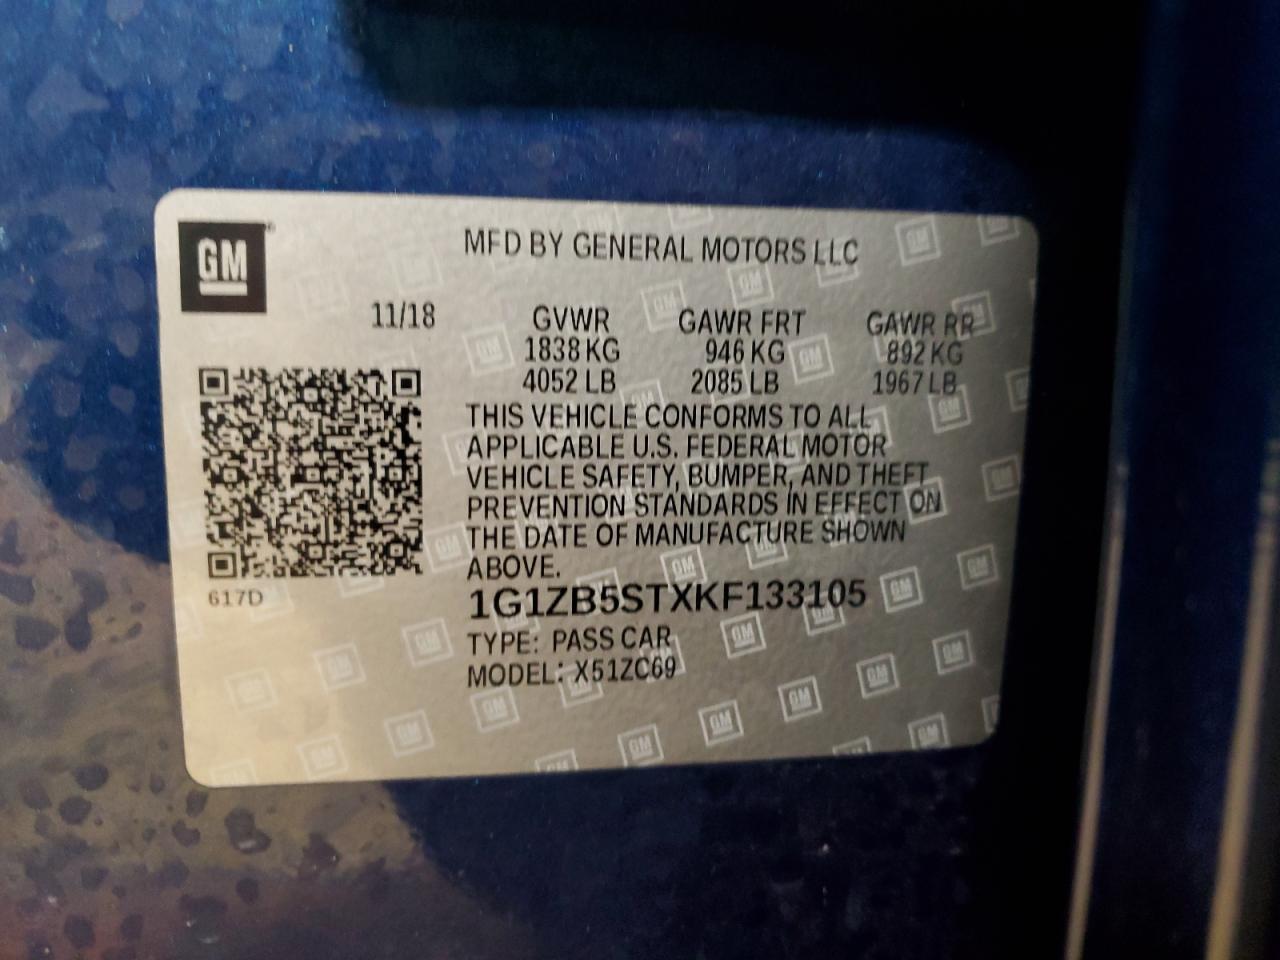 GM
MFD BY GENERAL MOTORS LLC
11/18 GVWR GAWR FRT GAWR RR
1838 KG 946 KG 892 KG
4052 LB 2085 LB 1967 LB
THIS VEHICLE CONFORMS TO ALL
APPLICABLE U.S. FEDERAL MOTOR
VEHICLE SAFETY, BUMPER, AND THEFT
PREVENTION STANDARDS IN EFFECT ON
THE DATE OF MANUFACTURE SHOWN
ABOVE.
617D
1G1ZB5STXKF133105
TYPE: PASS CAR
MODEL: X51ZC69